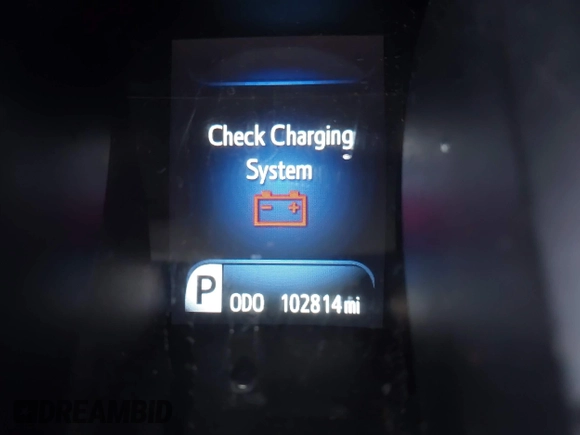 Check Charging
System
P
ODO 102814 mi
DREAMBID